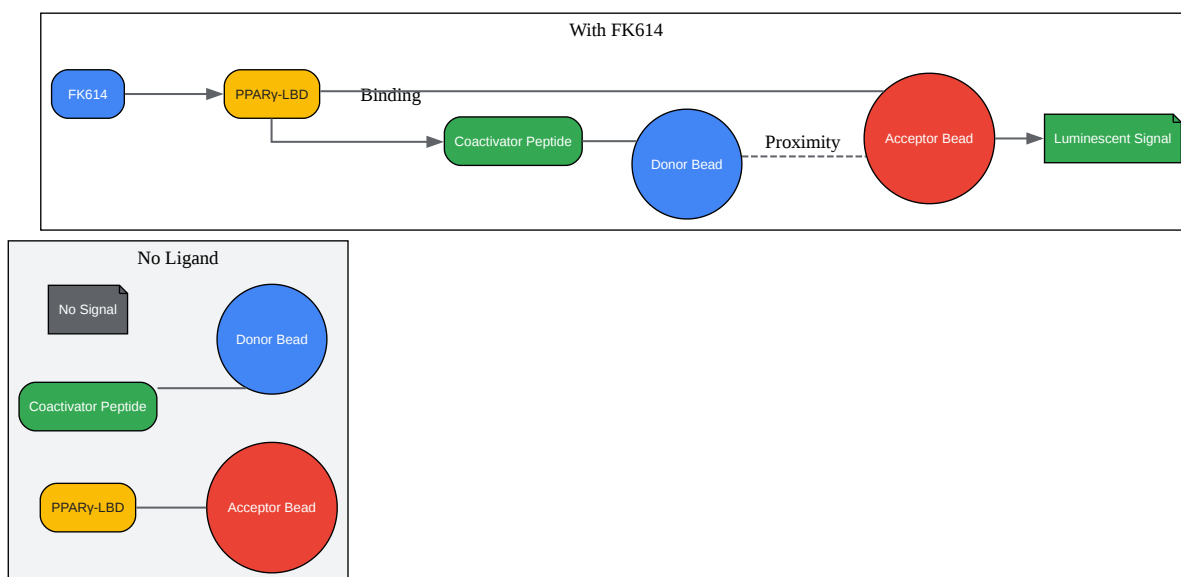 With FK614
FK614
PPARγ-LBD
Binding
Coactivator Peptide
Donor Bead
Proximity
Acceptor Bead
Luminescent Signal
No Ligand
No Signal
Donor Bead
Coactivator Peptide
PPARγ-LBD
Acceptor Bead